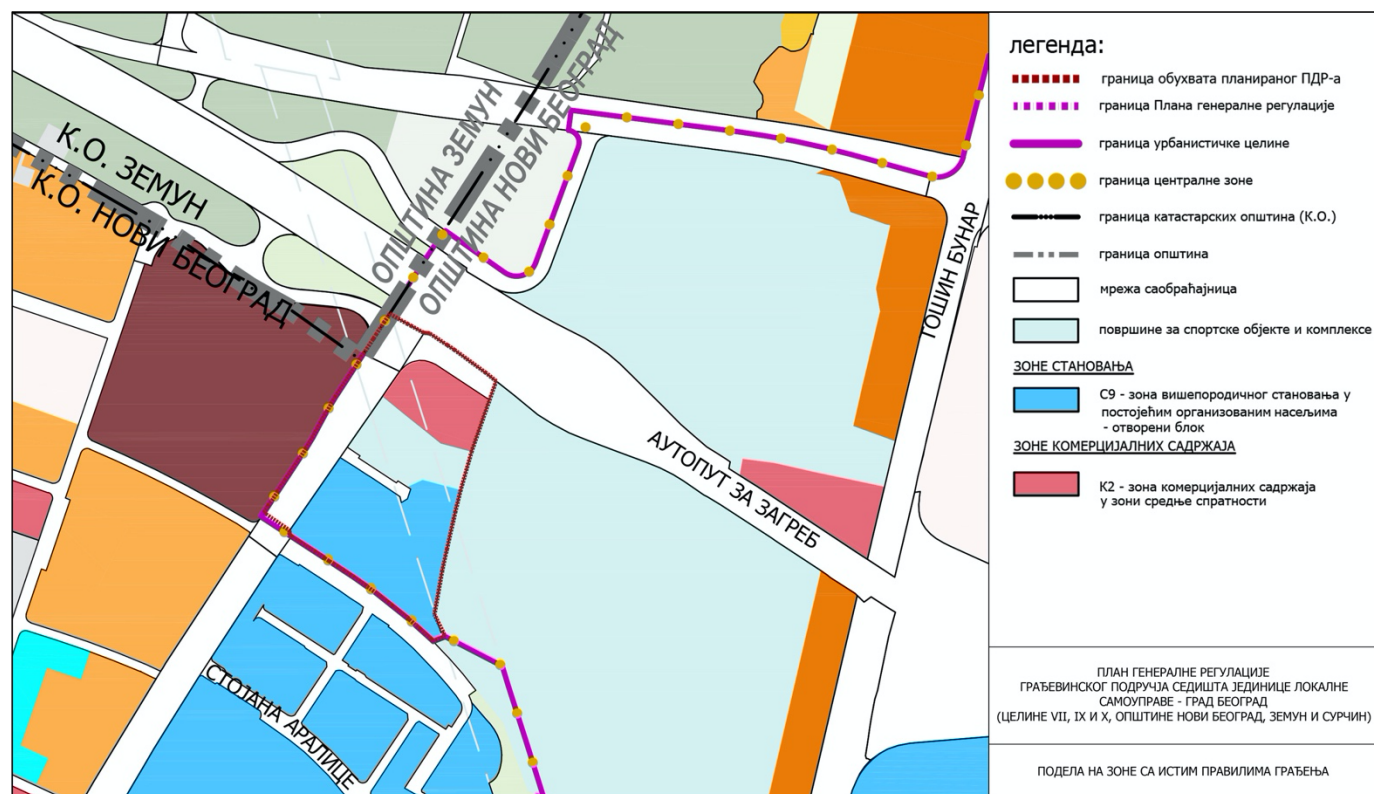 К.О. ЗЕМУН
К.О. НОВИ БЕОГРАД
ОПШТИНА ЗЕМУН
ОПШТИНА НОВИ БЕОГРАД
ТОШИН БУНАР
АУТОПУТ ЗА ЗАГРЕБ
СТОЈАНА АРАЛИЦЕ
легенда:
граница обухвата планираног ПДР-а
граница Плана генералне регулације
граница урбанистичке целине
граница централне зоне
граница катастарских општина (К.О.)
граница општина
мрежа саобраћајница
површине за спортске објекте и комплексе
ЗОНЕ СТАНОВАЊА
С9 - зона вишепородичног становања у
постојећим организованим насељима
- отворени блок
ЗОНЕ КОМЕРЦИЈАЛНИХ САДРЖАЈА
К2 - зона комерцијалних садржаја
у зони средње спратности
ПЛАН ГЕНЕРАЛНЕ РЕГУЛАЦИЈЕ
ГРАЂЕВИНСКОГ ПОДРУЧЈА СЕДИШТА ЈЕДИНИЦЕ ЛОКАЛНЕ
САМОУПРАВЕ - ГРАД БЕОГРАД
(ЦЕЛИНЕ VII, IX И X, ОПШТИНЕ НОВИ БЕОГРАД, ЗЕМУН И СУРЧИН)
ПОДЕЛА НА ЗОНЕ СА ИСТИМ ПРАВИЛИМА ГРАЂЕЊА